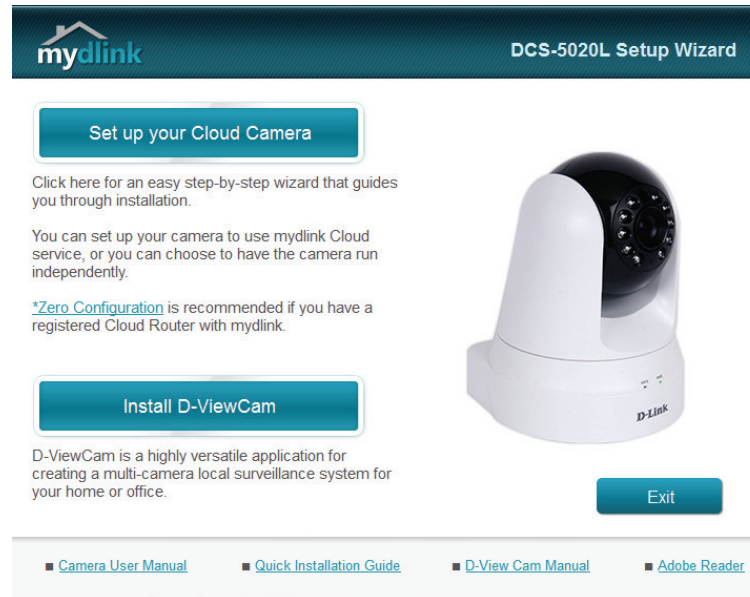 mydlink
DCS-5020L Setup Wizard
Set up your Cloud Camera
Click here for an easy step-by-step wizard that guides
you through installation.
You can set up your camera to use mydlink Cloud
service, or you can choose to have the camera run
independently.
*Zero Configuration is recommended if you have a
registered Cloud Router with mydlink.
Install D-ViewCam
D-ViewCam is a highly versatile application for
creating a multi-camera local surveillance system for
your home or office.
D-Link
Exit
Camera User Manual
Quick Installation Guide
D-View Cam Manual
Adobe Reader